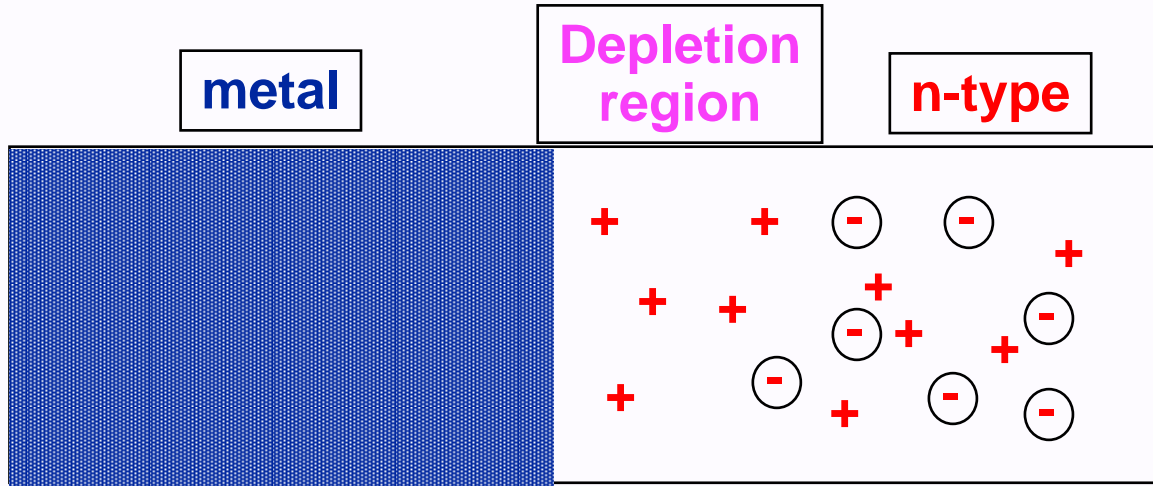 metal
Depletion
region
n-type
+ + - - +
+ + + - + + -
+ - + - -